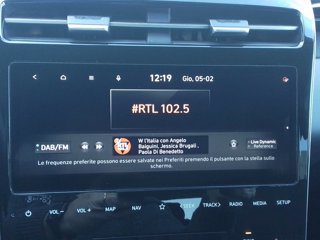 12:19
Gio, 05-02
#RTL 102.5
DAB/FM
W l'Italia con Angelo
Baiguini, Jessica Brugali,
Paola Di Benedetto
Live Dynamic
Reference
Le frequenze preferite possono essere salvate nei Preferiti premendo il pulsante con la stella sullo
schermo.
VOL −
VOL +
MAP
NAV
SEEK
TRACK
RADIO
MEDIA
SETUP